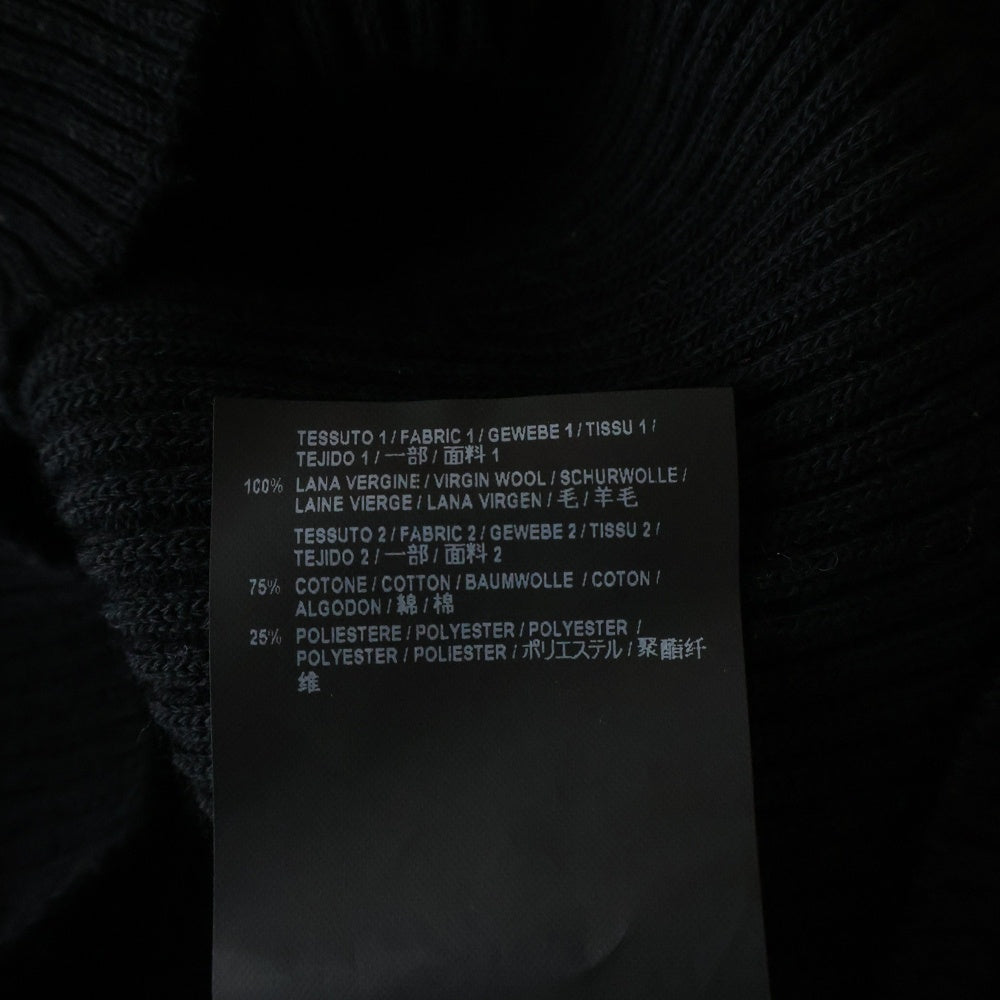 TESSUTO 1 / FABRIC 1 / GEWEBE 1 / TISSU 1 /
TEJIDO 1 / 一部 / 面料 1
100% LANA VERGINE / VIRGIN WOOL / SCHURWOLLE /
LAINE VIERGE / LANA VIRGEN / 毛 / 羊毛
TESSUTO 2 / FABRIC 2 / GEWEBE 2 / TISSU 2 /
TEJIDO 2 / 一部 / 面料 2
75% COTONE / COTTON / BAUMWOLLE / COTON /
ALGODON / 綿 / 棉
25% POLIESTERE / POLYESTER / POLYESTER /
POLYESTER / POLIESTER / ポリエステル / 聚酯纤
维